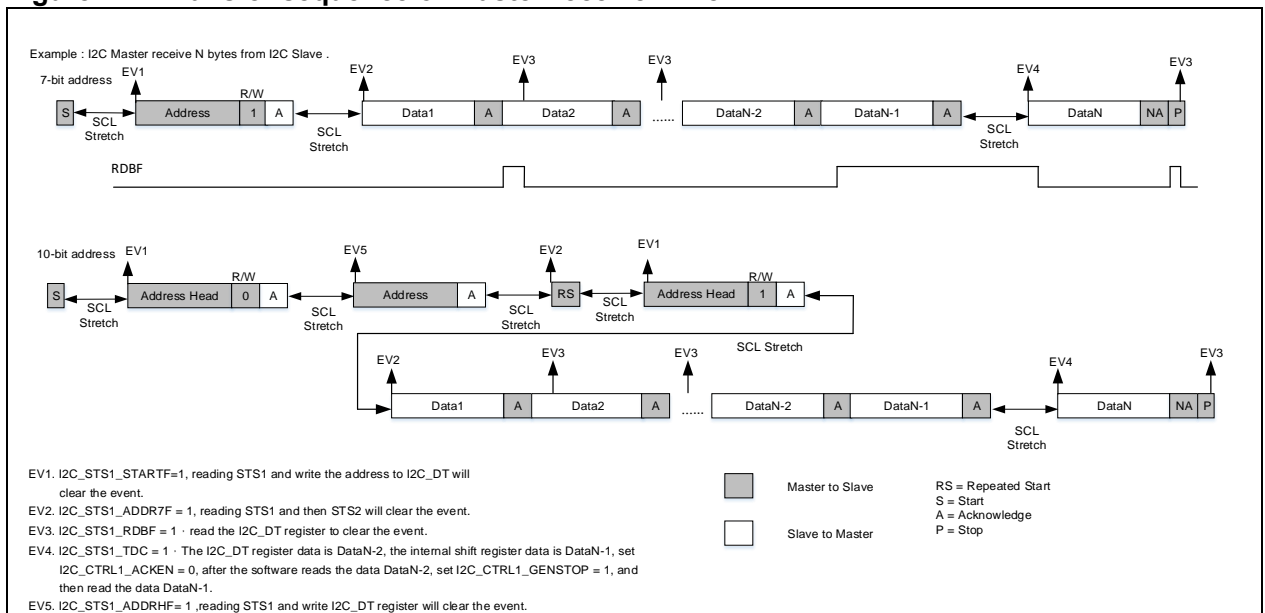 Example : I2C Master receive N bytes from I2C Slave .
7-bit address
EV1 EV2 EV3 EV3 EV4 EV3
R/W
S Address 1 A Data1 A Data2 A ...... DataN-2 A DataN-1 A DataN NA P
SCL Stretch SCL Stretch SCL Stretch
RDBF
10-bit address EV1 EV5 EV2 EV1
R/W R/W
S Address Head 0 A Address A RS Address Head 1 A
SCL Stretch SCL Stretch SCL Stretch SCL Stretch
SCL Stretch
EV2 EV3 EV3 EV4 EV3
Data1 A Data2 A ...... DataN-2 A DataN-1 A DataN NA P
SCL Stretch
EV1. I2C_STS1_STARTF=1, reading STS1 and write the address to I2C_DT will
clear the event.
EV2. I2C_STS1_ADDR7F = 1, reading STS1 and then STS2 will clear the event.
EV3. I2C_STS1_RDBF = 1 · read the I2C_DT register to clear the event.
EV4. I2C_STS1_TDC = 1 · The I2C_DT register data is DataN-2, the internal shift register data is DataN-1, set
I2C_CTRL1_ACKEN = 0, after the software reads the data DataN-2, set I2C_CTRL1_GENSTOP = 1, and
then read the data DataN-1.
EV5. I2C_STS1_ADDRHF= 1 ,reading STS1 and write I2C_DT register will clear the event.
Master to Slave
Slave to Master
RS = Repeated Start
S = Start
A = Acknowledge
P = Stop